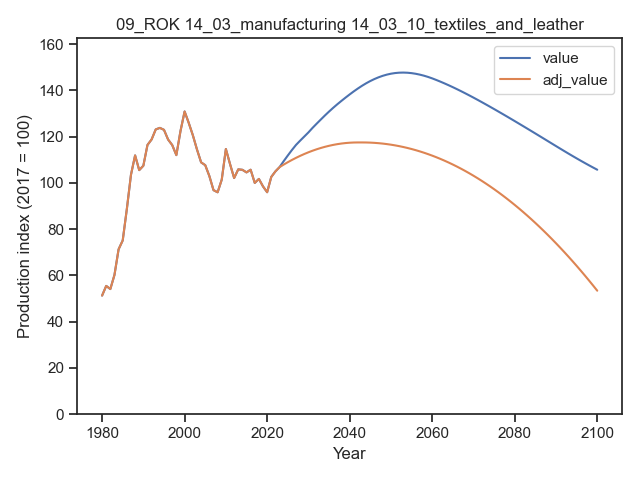 09_ROK 14_03_manufacturing 14_03_10_textiles_and_leather
value
adj_value
Production index (2017 = 100)
160
140
120
100
80
60
40
20
0
1980 2000 2020 2040 2060 2080 2100
Year